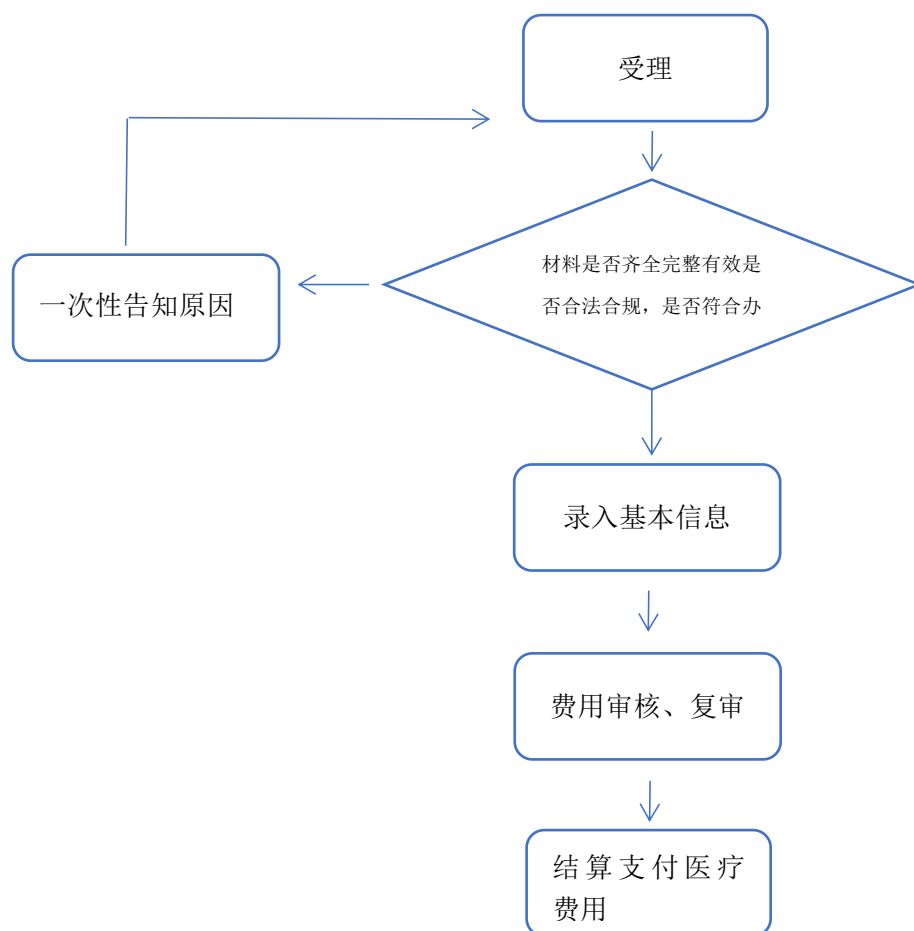 受理
材料是否齐全完整有效是
否合法合规，是否符合办
一次性告知原因
录入基本信息
费用审核、复审
结算支付医疗
费用